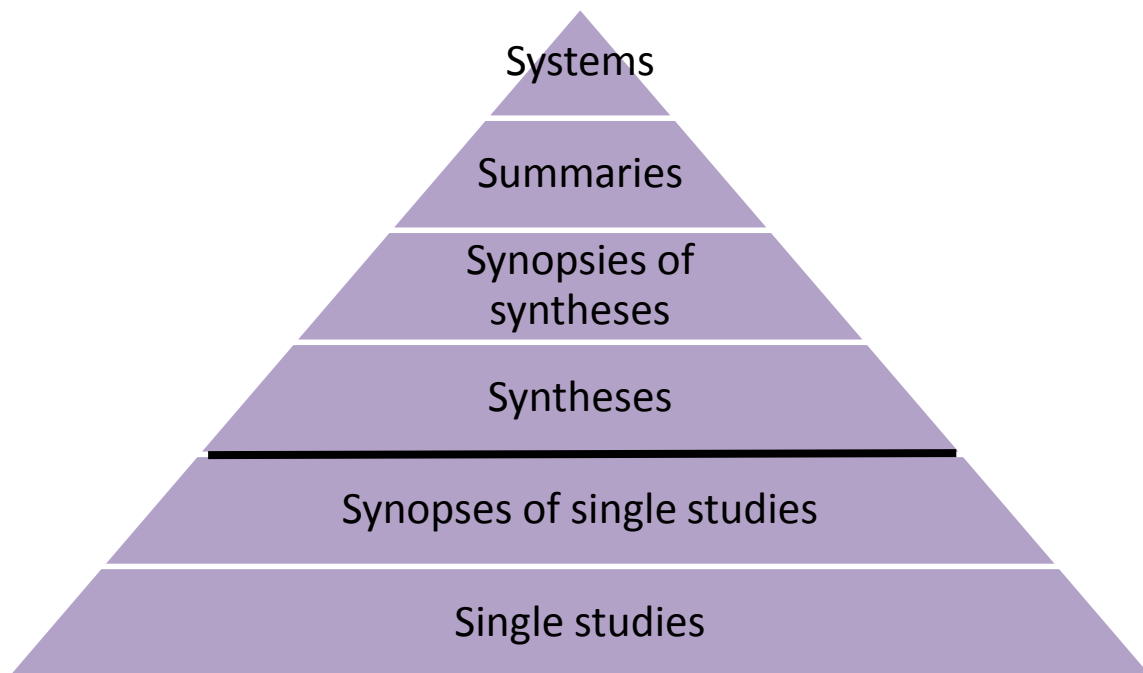 Systems
Summaries
Synopsies of
syntheses
Syntheses
Synopses of single studies
Single studies